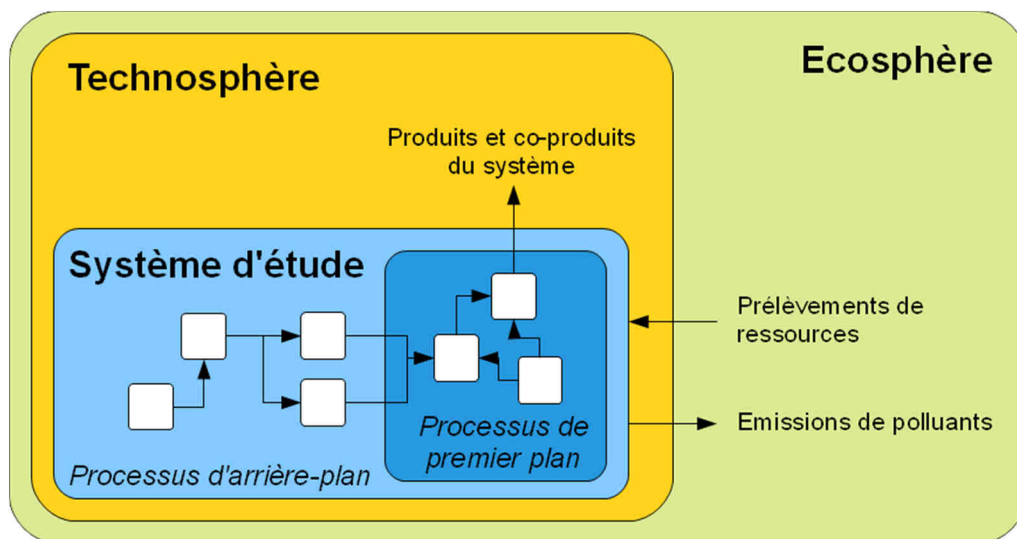 Technosphère
Ecosphère
Produits et co-produits
du système
Système d'étude
Prélèvements de
ressources
Emissions de polluants
Processus de
premier plan
Processus d'arrière-plan